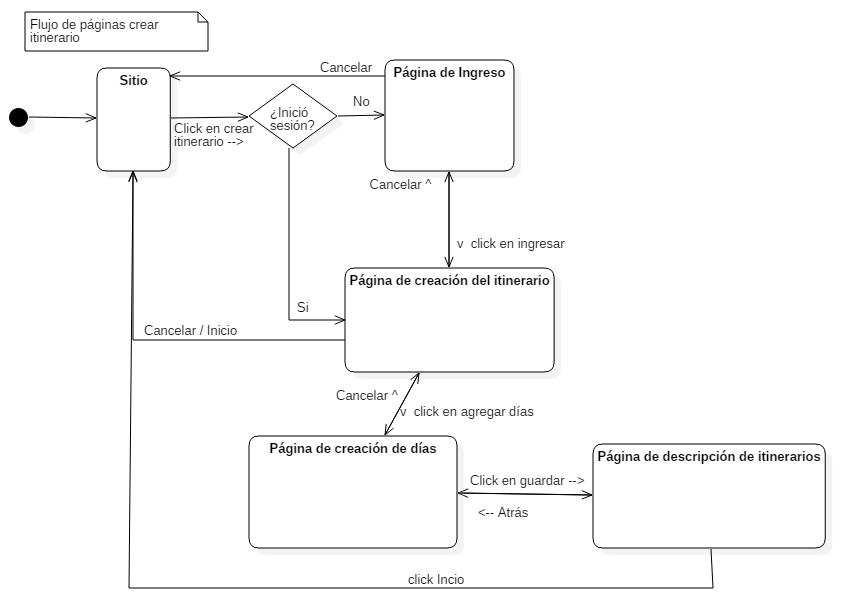 Flujo de páginas crear
itinerario
Sitio
Cancelar
Página de Ingreso
¿Inició
sesión?
No
Click en crear
itinerario -->
Cancelar ^
v  click en ingresar
Página de creación del itinerario
Si
Cancelar / Inicio
Cancelar ^
v  click en agregar días
Página de creación de días
Página de descripción de itinerarios
Click en guardar -->
<-- Atrás
click Incio